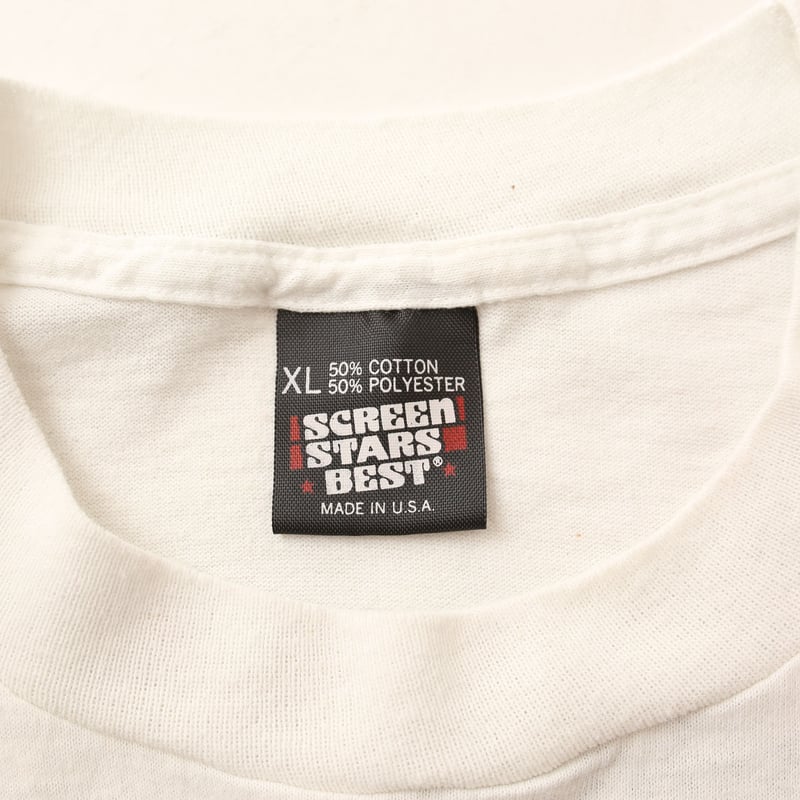 XL 50% COTTON
50% POLYESTER
SCREEN
STARS
BEST®
MADE IN U.S.A.